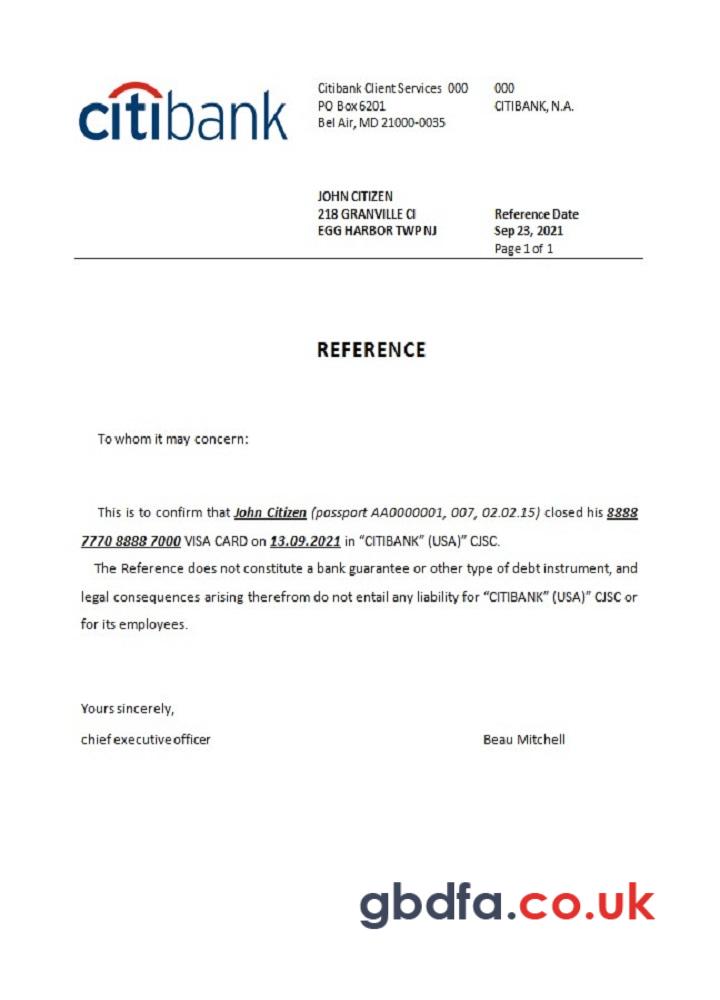 citibank
Citibank Client Services 000
PO Box 6201
Bel Air, MD 21000-0035
000
CITIBANK, N.A.
JOHN CITIZEN
218 GRANVILLE CI
EGG HARBOR TWP NJ
Reference Date
Sep 23, 2021
Page 1 of 1
REFERENCE
To whom it may concern:
This is to confirm that John Citizen (passport AA0000001, 007, 02.02.15) closed his 8888
7770 8888 7000 VISA CARD on 13.09.2021 in “CITIBANK” (USA)” CJSC.
The Reference does not constitute a bank guarantee or other type of debt instrument, and
legal consequences arising therefrom do not entail any liability for “CITIBANK” (USA)” CJSC or
for its employees.
Yours sincerely,
chief executive officer
Beau Mitchell
gbdfa.co.uk